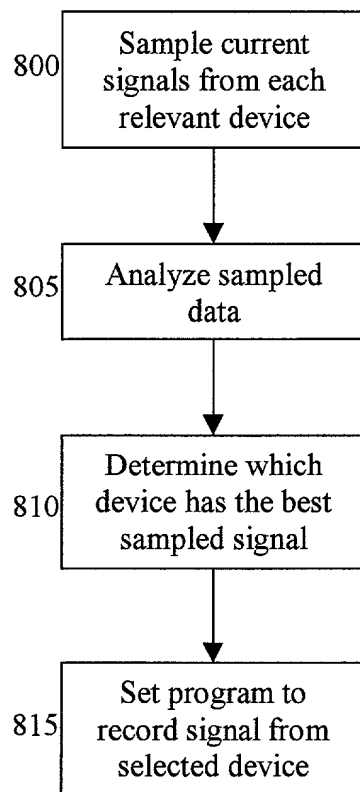 800
Sample current
signals from each
relevant device
805
Analyze sampled
data
810
Determine which
device has the best
sampled signal
815
Set program to
record signal from
selected device